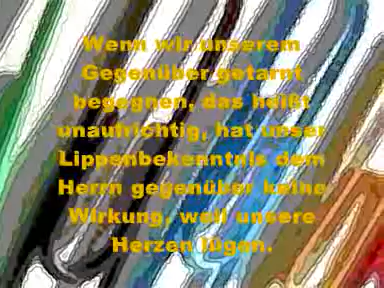 Wenn wir unserem
Gegenüber getarnt
begegnen, das heißt
unaufrichtig, hat unser
Lippenbekenntnis dem
Herrn gegenüber keine
Wirkung, weil unsere
Herzen lügen.